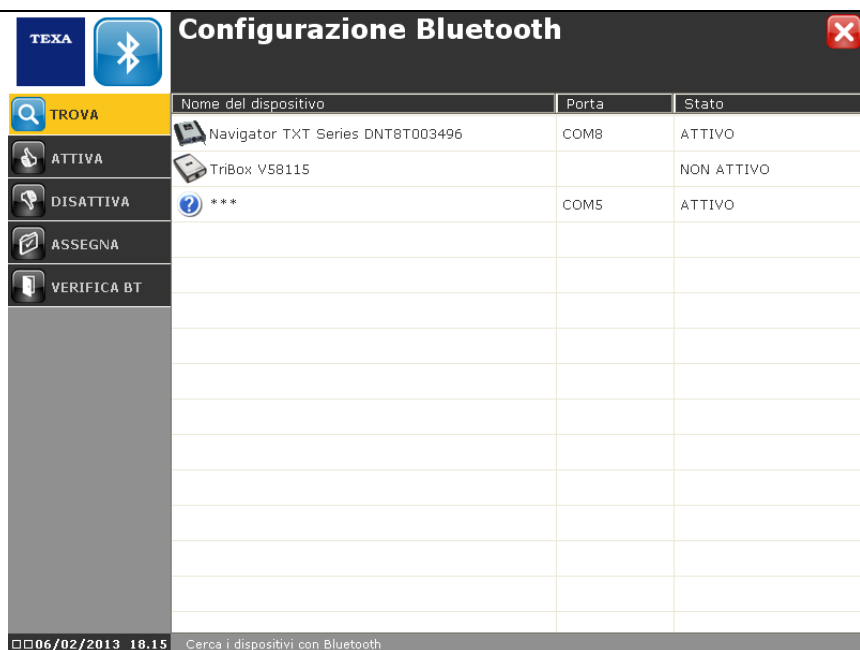 TEXA
Configurazione Bluetooth
TROVA
ATTIVA
DISATTIVA
ASSEGNA
VERIFICA BT
Nome del dispositivo Porta Stato
Navigator TXT Series DNT8T003496 COM8 ATTIVO
TriBox V58115 NON ATTIVO
*** COM5 ATTIVO
□□06/02/2013 18.15 Cerca i dispositivi con Bluetooth